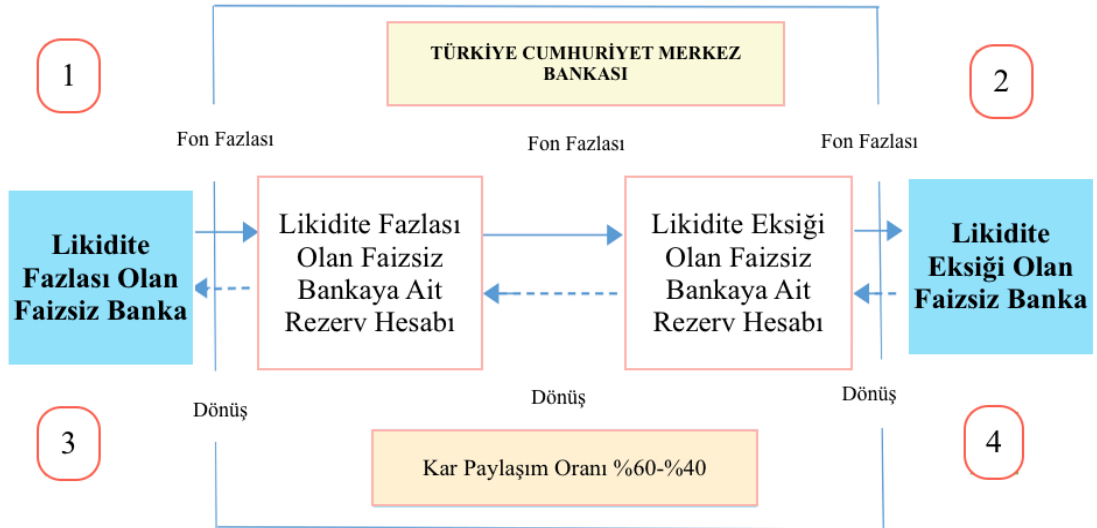 TÜRKİYE CUMHURİYET MERKEZ
BANKASI
1
2
Fon Fazlası
Fon Fazlası
Fon Fazlası
Likidite
Fazlası Olan
Faizsiz Banka
Likidite Fazlası
Olan Faizsiz
Bankaya Ait
Rezerv Hesabı
Likidite Eksiği
Olan Faizsiz
Bankaya Ait
Rezerv Hesabı
Likidite
Eksiği Olan
Faizsiz Banka
Dönüş
Dönüş
Dönüş
3
4
Kar Paylaşım Oranı %60-%40